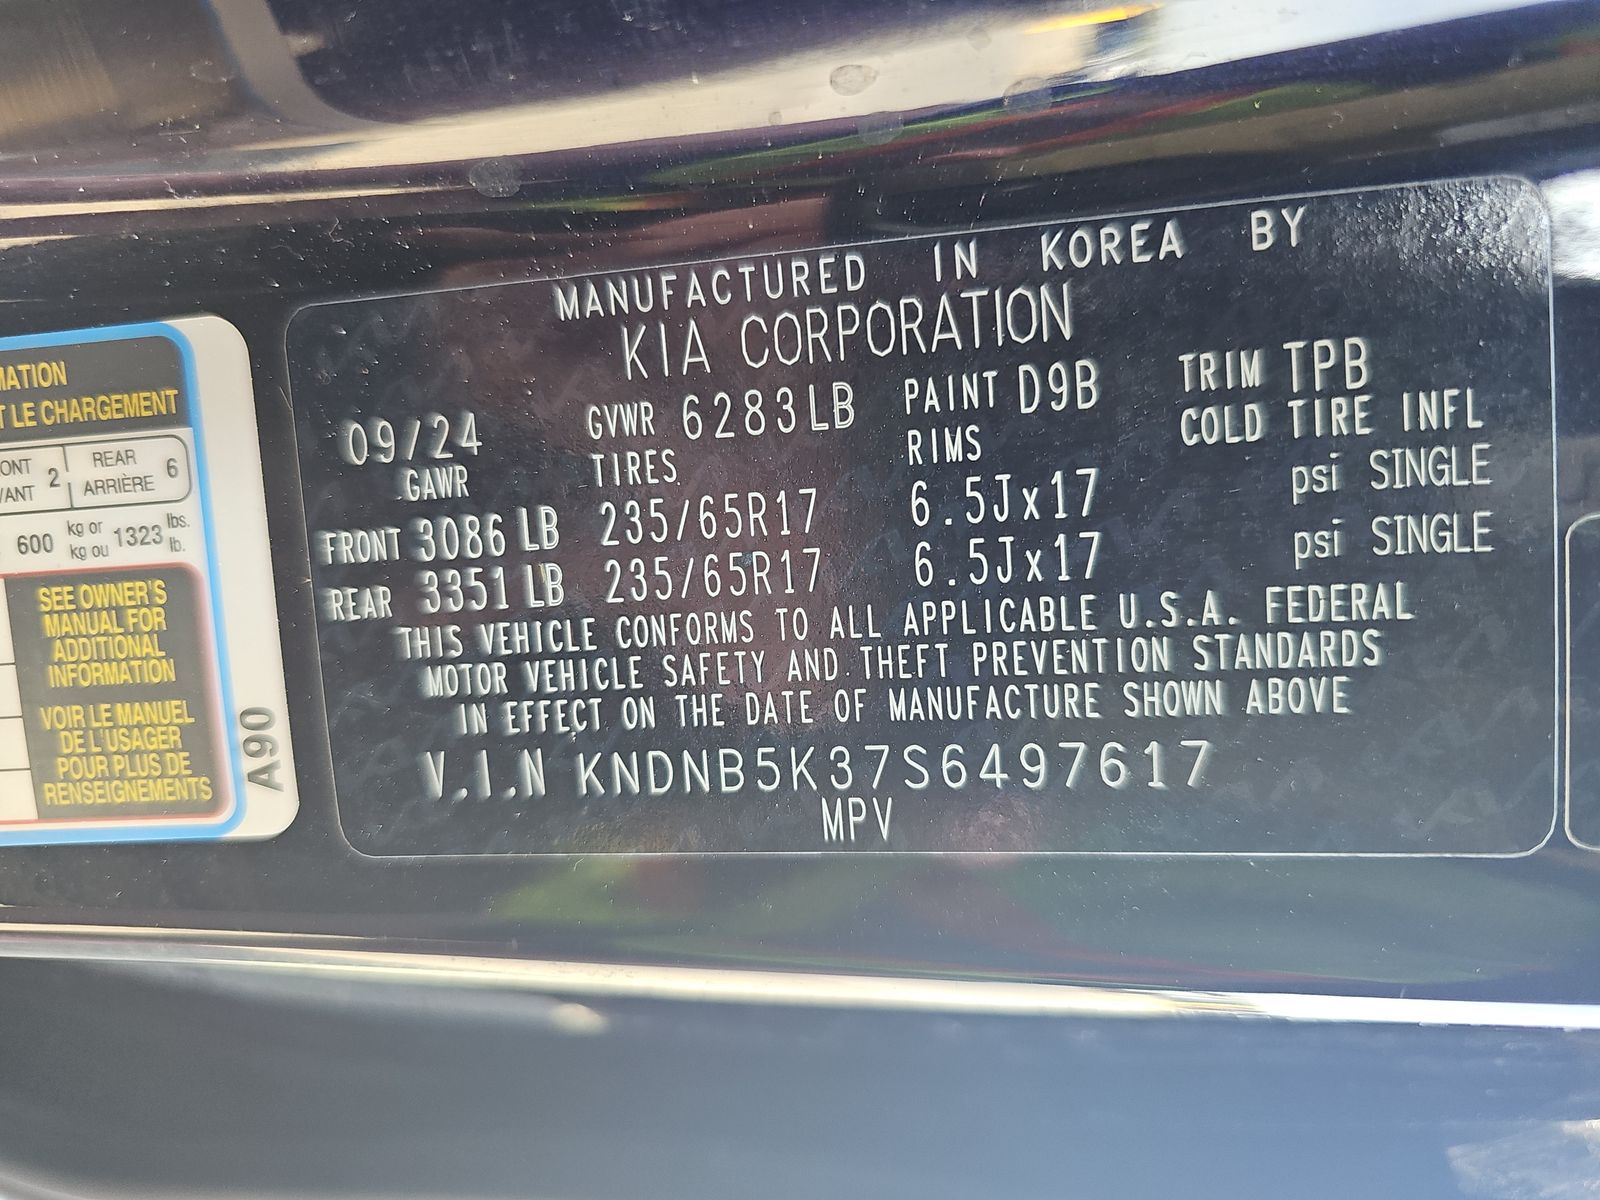 MANUFACTURED IN KOREA BY
KIA CORPORATION
09/24 GVWR 6283LB PAINT D9B TRIM TPB
GAWR TIRES RIMS COLD TIRE INFL
FRONT 3086 LB 235/65R17 6.5Jx17 psi SINGLE
REAR 3351 LB 235/65R17 6.5Jx17 psi SINGLE
THIS VEHICLE CONFORMS TO ALL APPLICABLE U.S.A. FEDERAL
MOTOR VEHICLE SAFETY AND THEFT PREVENTION STANDARDS
IN EFFECT ON THE DATE OF MANUFACTURE SHOWN ABOVE
V.I.N KNDNB5K37S6497617
MPV
MATION
T LE CHARGEMENT
ONT 2 REAR 6
VANT ARRIÈRE
600 kg or 1323 lbs.
kg ou lb.
SEE OWNER'S
MANUAL FOR
ADDITIONAL
INFORMATION
VOIR LE MANUEL
DE L'USAGER
POUR PLUS DE
RENSEIGNEMENTS
A90